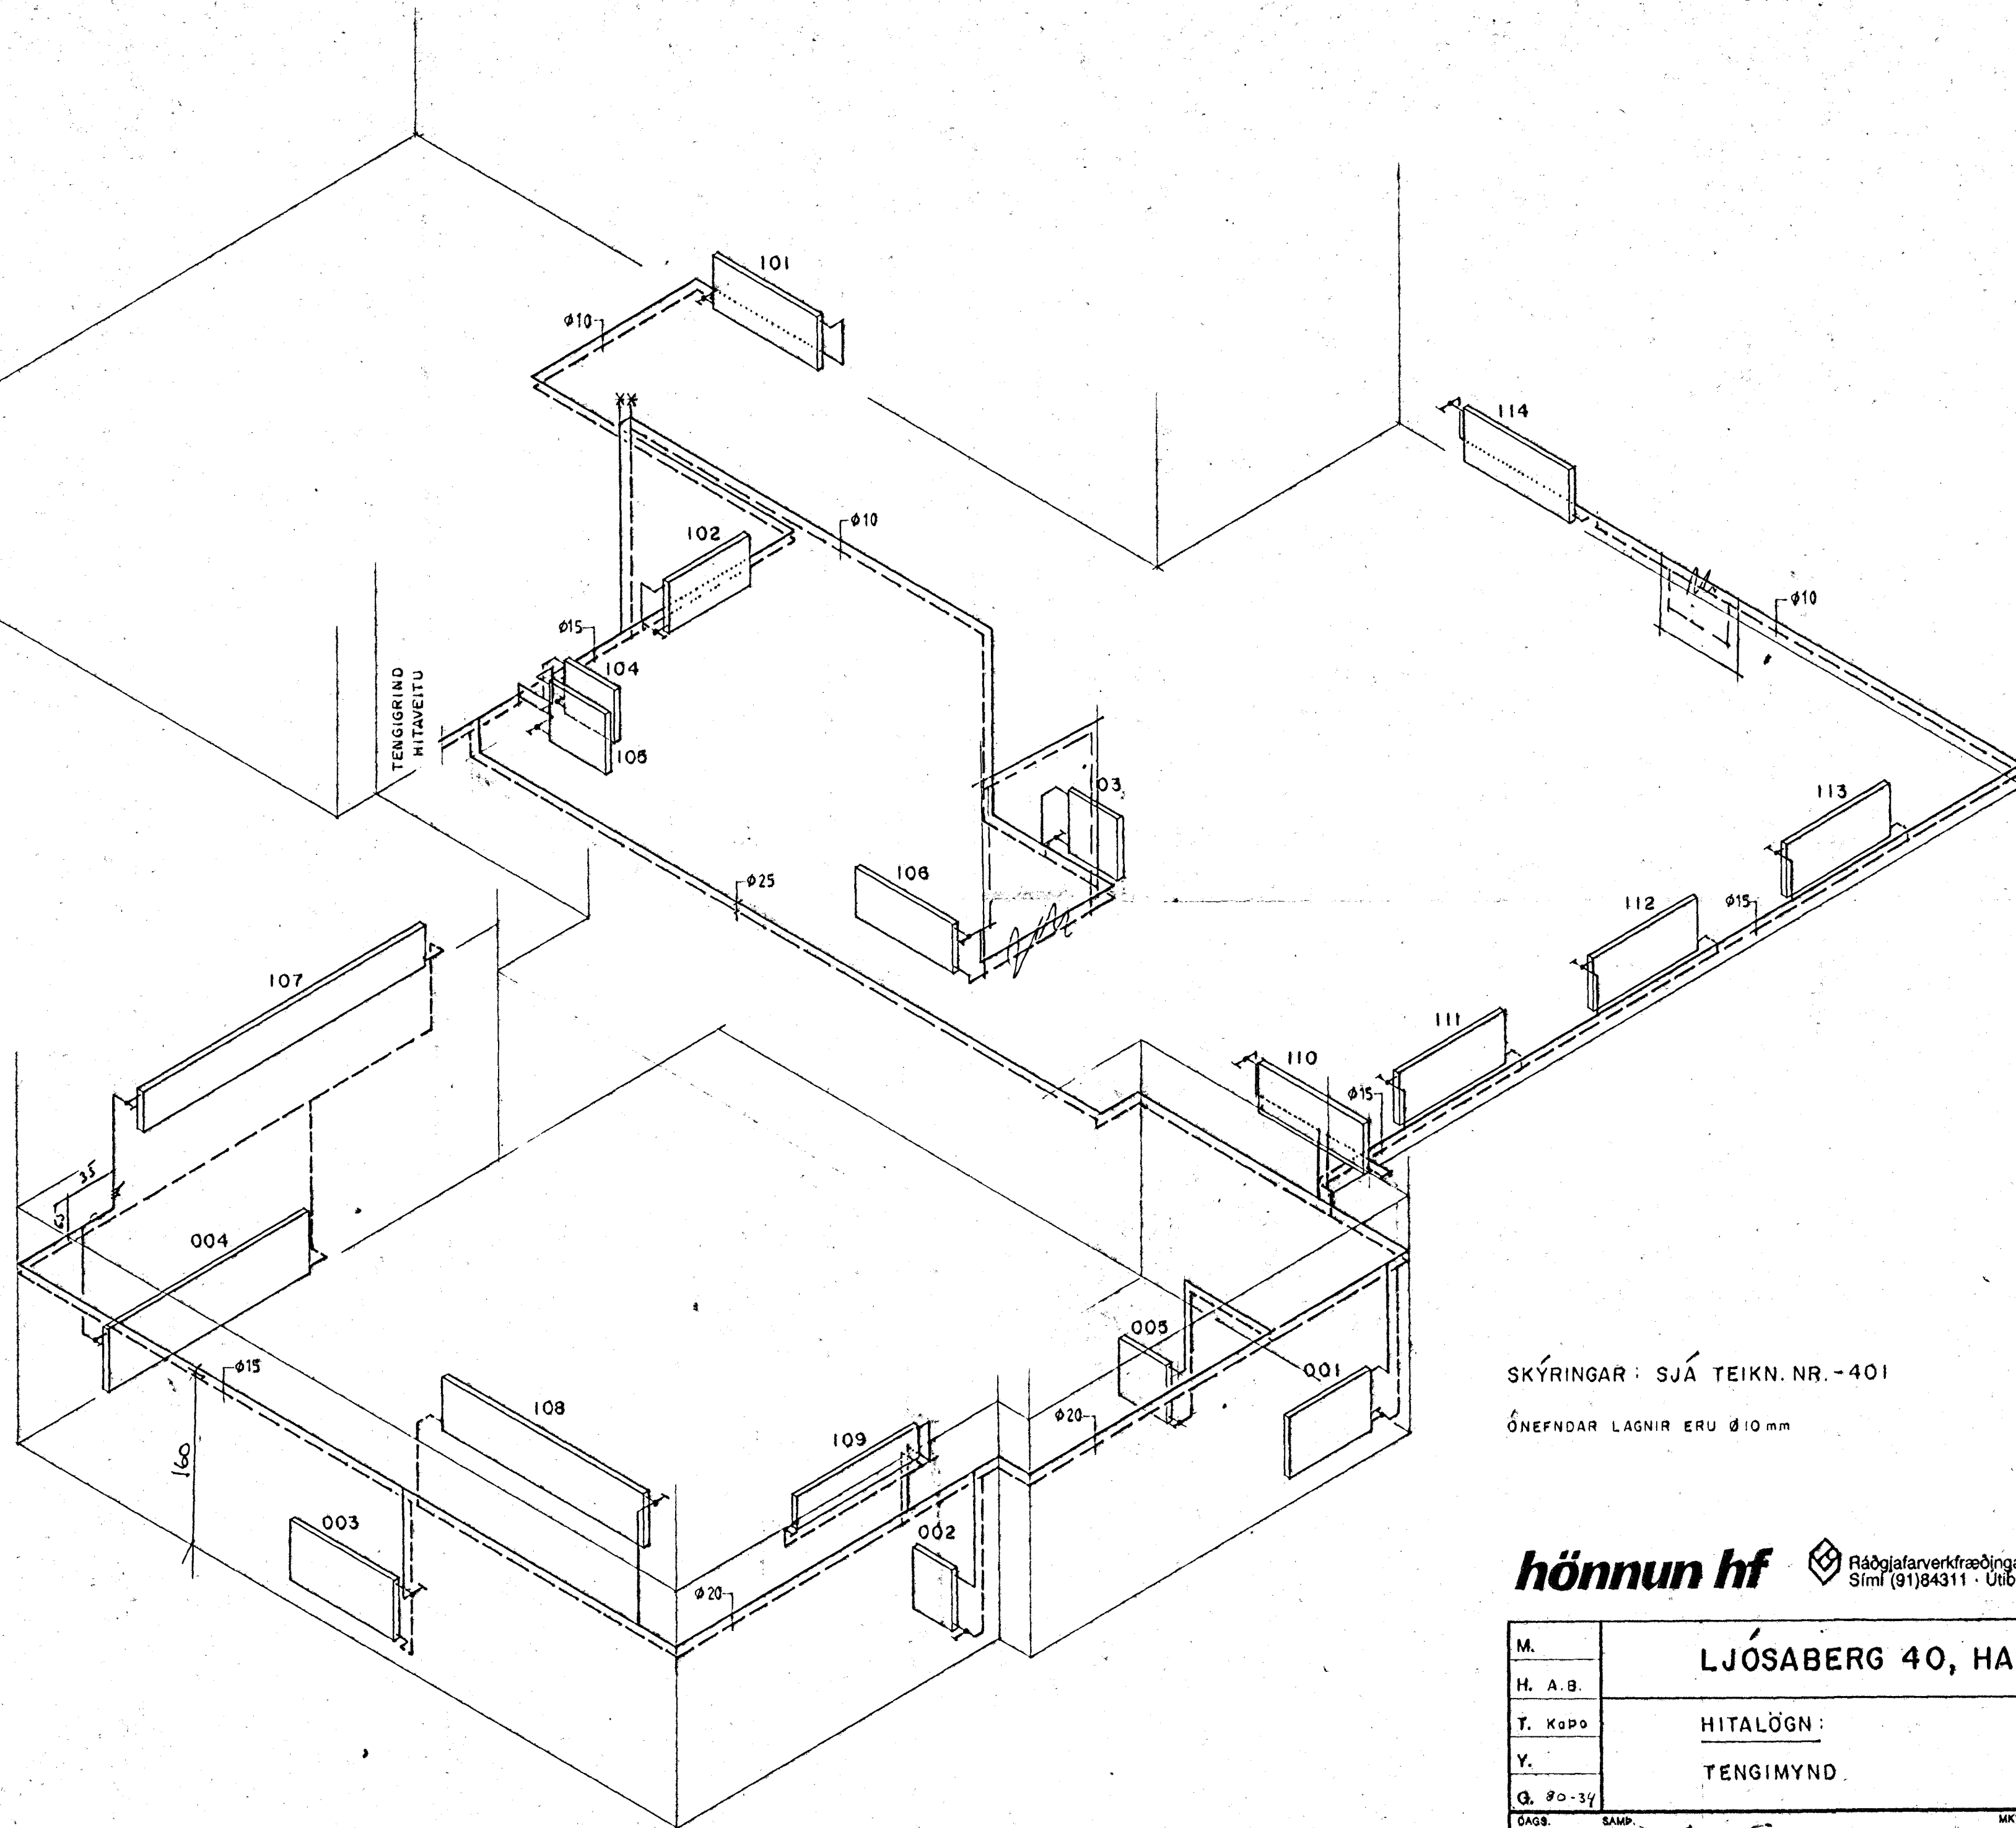 101
ø10
114
**
ø10
102
ø10
ø15
104
TENGIGRIND
HITAVEITU
105
113
03
106
ø25
112
ø15
107
111
110
ø15
35
004
005
001
SKÝRINGAR: SJÁ TEIKN. NR.-401
ÓNEFNDAR LAGNIR ERU Ø10 mm
ø15
108
ø20
109
160
003
002
ø20
hönnun hf
Ráðgjafarverkfræðinga
Sími (91)84311 · Útib
M.
LJÓSABERG 40, HA
H. A.B.
T. Kapo
HITALÖGN:
Y.
TENGIMYND
G. 80-34
DAGS. SAMÞ. MK